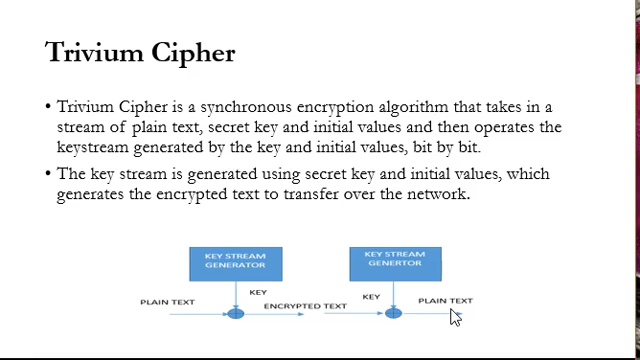 Trivium Cipher
• Trivium Cipher is a synchronous encryption algorithm that takes in a
stream of plain text, secret key and initial values and then operates the
keystream generated by the key and initial values, bit by bit.
• The key stream is generated using secret key and initial values, which
generates the encrypted text to transfer over the network.
KEY STREAM
GENERATOR
KEY STREAM
GENERTOR
KEY
KEY
PLAIN TEXT
ENCRYPTED TEXT
PLAIN TEXT